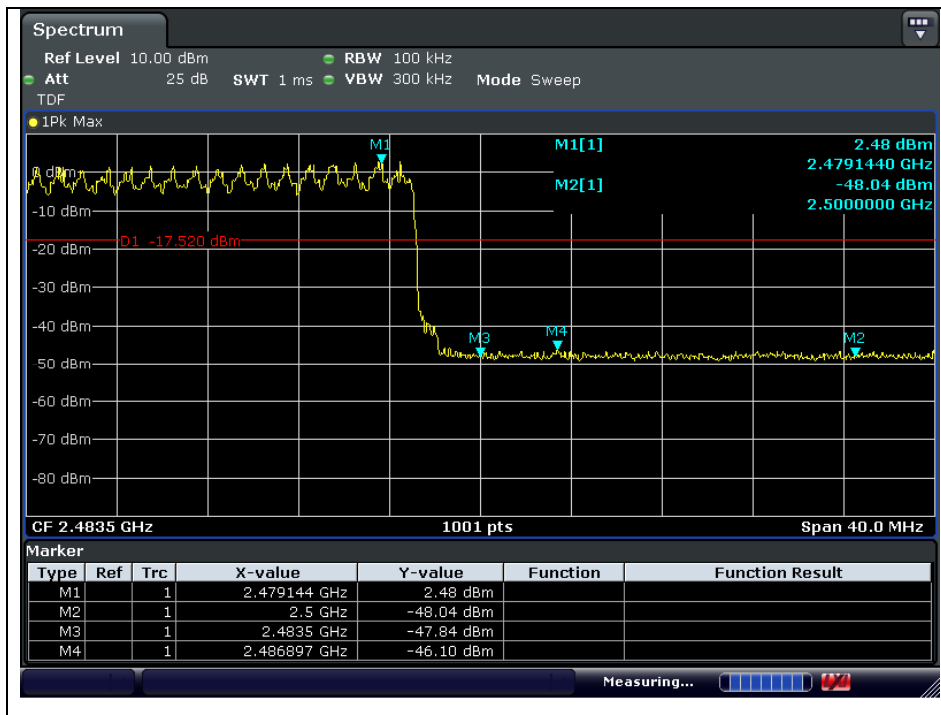 Spectrum
Ref Level 10.00 dBm RBW 100 kHz
Att 25 dB SWT 1 ms VBW 300 kHz Mode Sweep
TDF
1Pk Max
M1 M1[1] 2.48 dBm
2.4791440 GHz
0 dBm
M2[1] -48.04 dBm
2.5000000 GHz
-10 dBm
D1 -17.520 dBm
-20 dBm
-30 dBm
-40 dBm
M3 M4 M2
-50 dBm
-60 dBm
-70 dBm
-80 dBm
CF 2.4835 GHz 1001 pts Span 40.0 MHz
Marker
Type Ref Trc X-value Y-value Function Function Result
M1 1 2.479144 GHz 2.48 dBm
M2 1 2.5 GHz -48.04 dBm
M3 1 2.4835 GHz -47.84 dBm
M4 1 2.486897 GHz -46.10 dBm
Measuring...